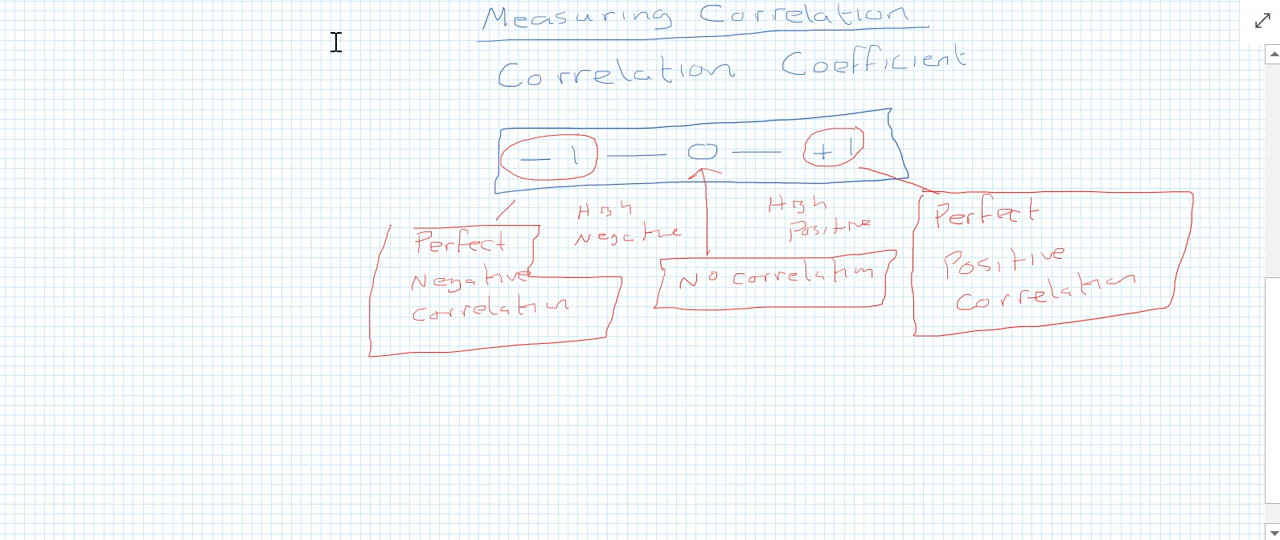 Measuring Correlation
Correlation Coefficient
-1 — 0 — +1
High
Negative
High
Positive
Perfect
Negative
Correlation
No correlation
Perfect
Positive
Correlation